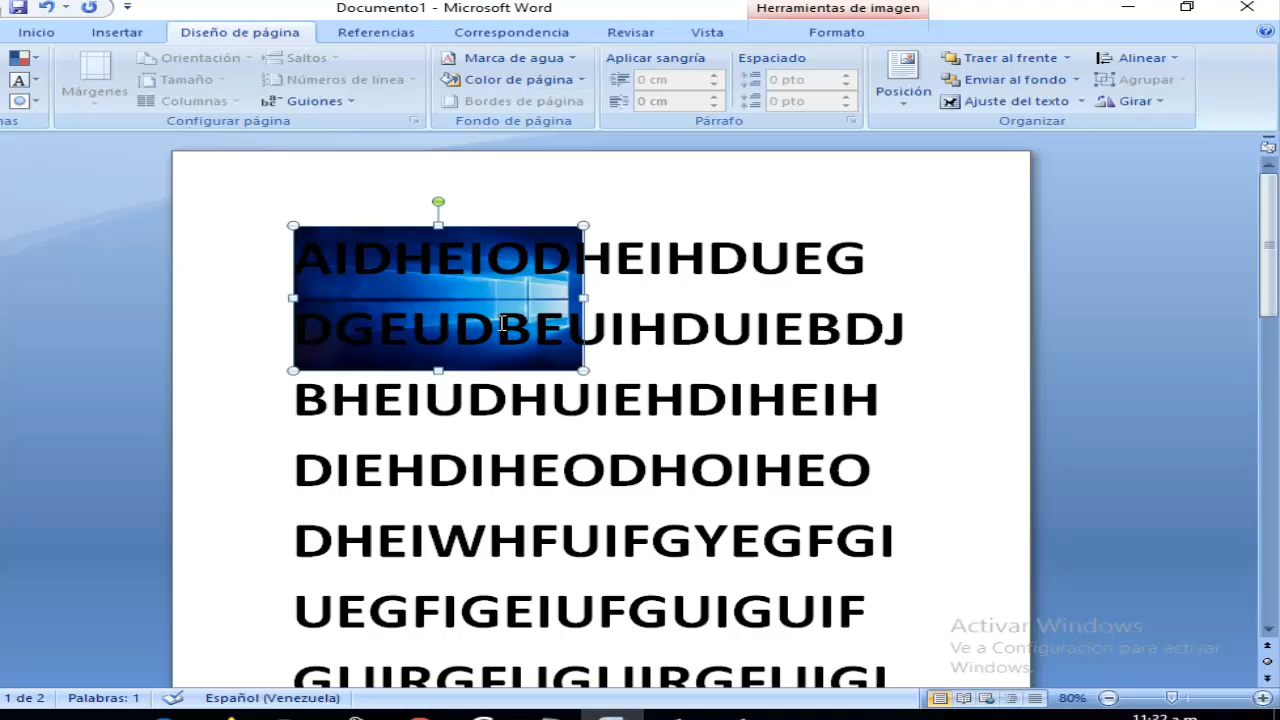 Documento1 - Microsoft Word
Herramientas de imagen
Inicio Insertar Diseño de página Referencias Correspondencia Revisar Vista Formato
Márgenes
Orientación
Tamaño
Columnas
Saltos
Números de línea
Guiones
Configurar página
Marca de agua
Color de página
Bordes de página
Fondo de página
Aplicar sangría
0 cm
0 cm
Espaciado
0 pto
0 pto
Párrafo
Posición
Traer al frente
Enviar al fondo
Ajuste del texto
Alinear
Agrupar
Girar
Organizar
AIDHEIODHEIHDUEG
DGEUDBEUIHDUIEBDJ
BHEIUDHUIEHDIHEIH
DIEHDIHEODHOIHEO
DHEIWHFUIFGYEGFGI
UEGFIGEIUFGUIGUIF
Activar Windows
Ve a Configuración para activar
Windows.
1 de 2 Palabras: 1 Español (Venezuela) 80%